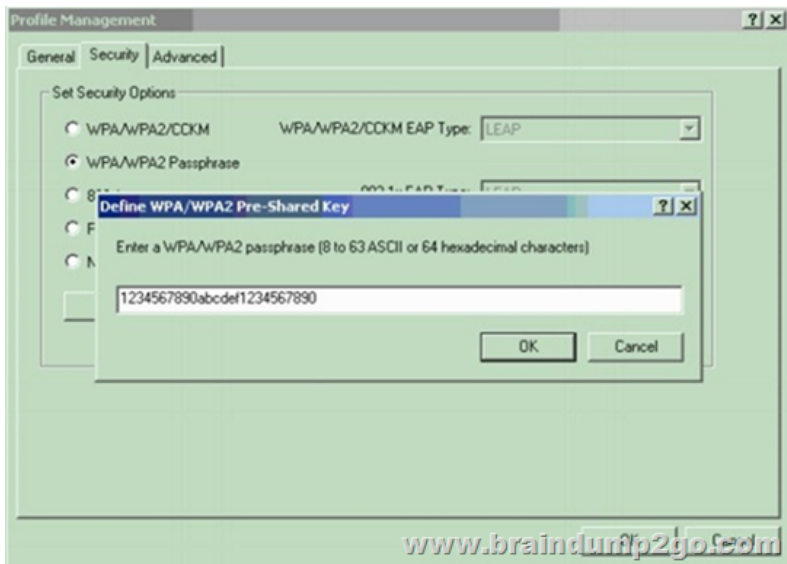 Profile Management
General Security Advanced
Set Security Options
WPA/WPA2/CCKM WPA/WPA2/CCKM EAP Type: LEAP
WPA/WPA2 Passphrase
Define WPA/WPA2 Pre-Shared Key
Enter a WPA/WPA2 passphrase (8 to 63 ASCII or 64 hexadecimal characters)
1234567890abcdef1234567890
OK Cancel
OK Cancel
www.braindump2go.com